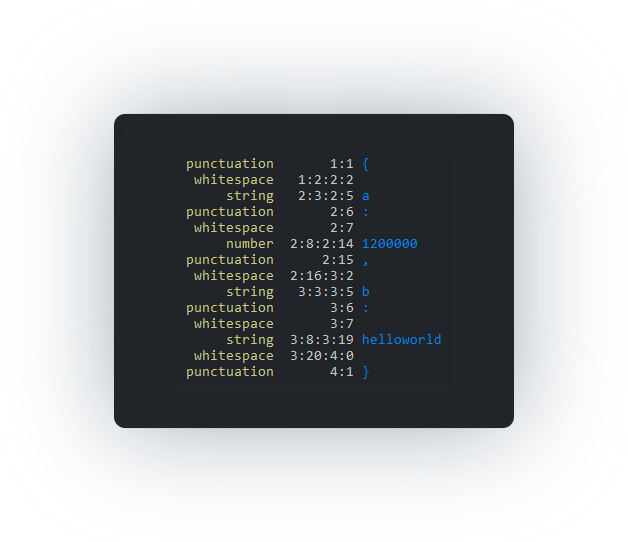 punctuation 1:1 {
whitespace 1:2:2:2
string 2:3:2:5 a
punctuation 2:6 :
whitespace 2:7
number 2:8:2:14 1200000
punctuation 2:15 ,
whitespace 2:16:3:2
string 3:3:3:5 b
punctuation 3:6 :
whitespace 3:7
string 3:8:3:19 helloworld
whitespace 3:20:4:0
punctuation 4:1 }